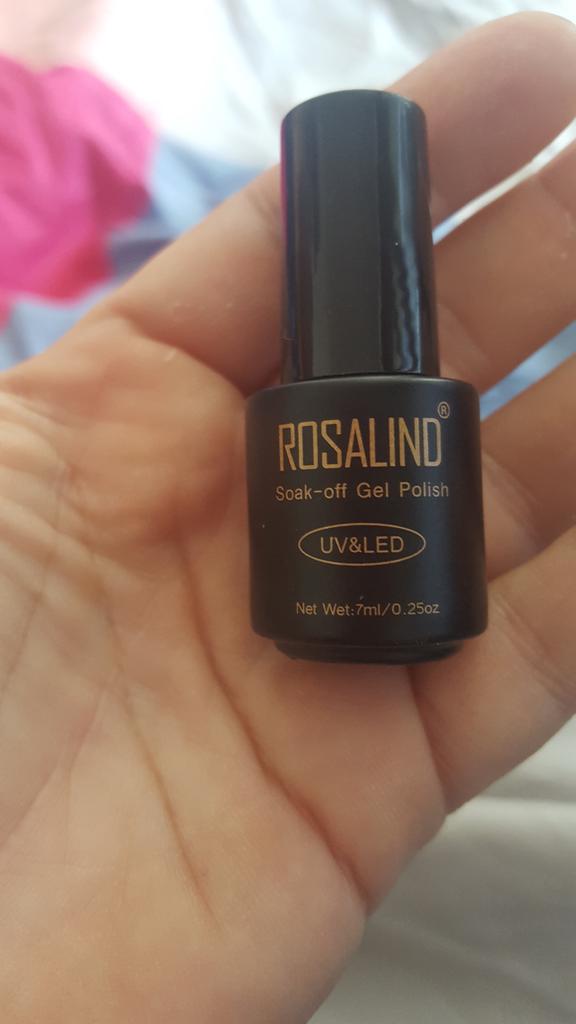 ROSALIND®
Soak-off Gel Polish
UV&LED
Net Wet:7ml/0.25oz